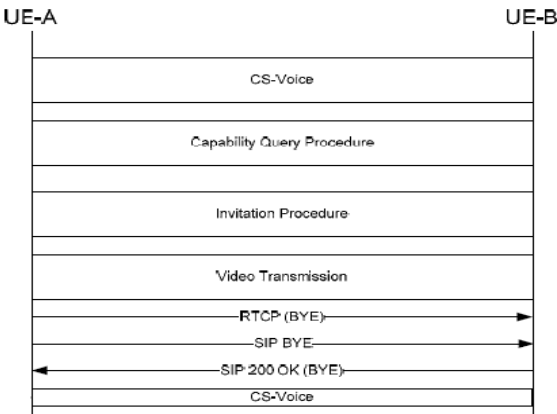 UE-A UE-B
CS-Voice
Capability Query Procedure
Invitation Procedure
Video Transmission
RTCP (BYE)
SIP BYE
SIP 200 OK (BYE)
CS-Voice